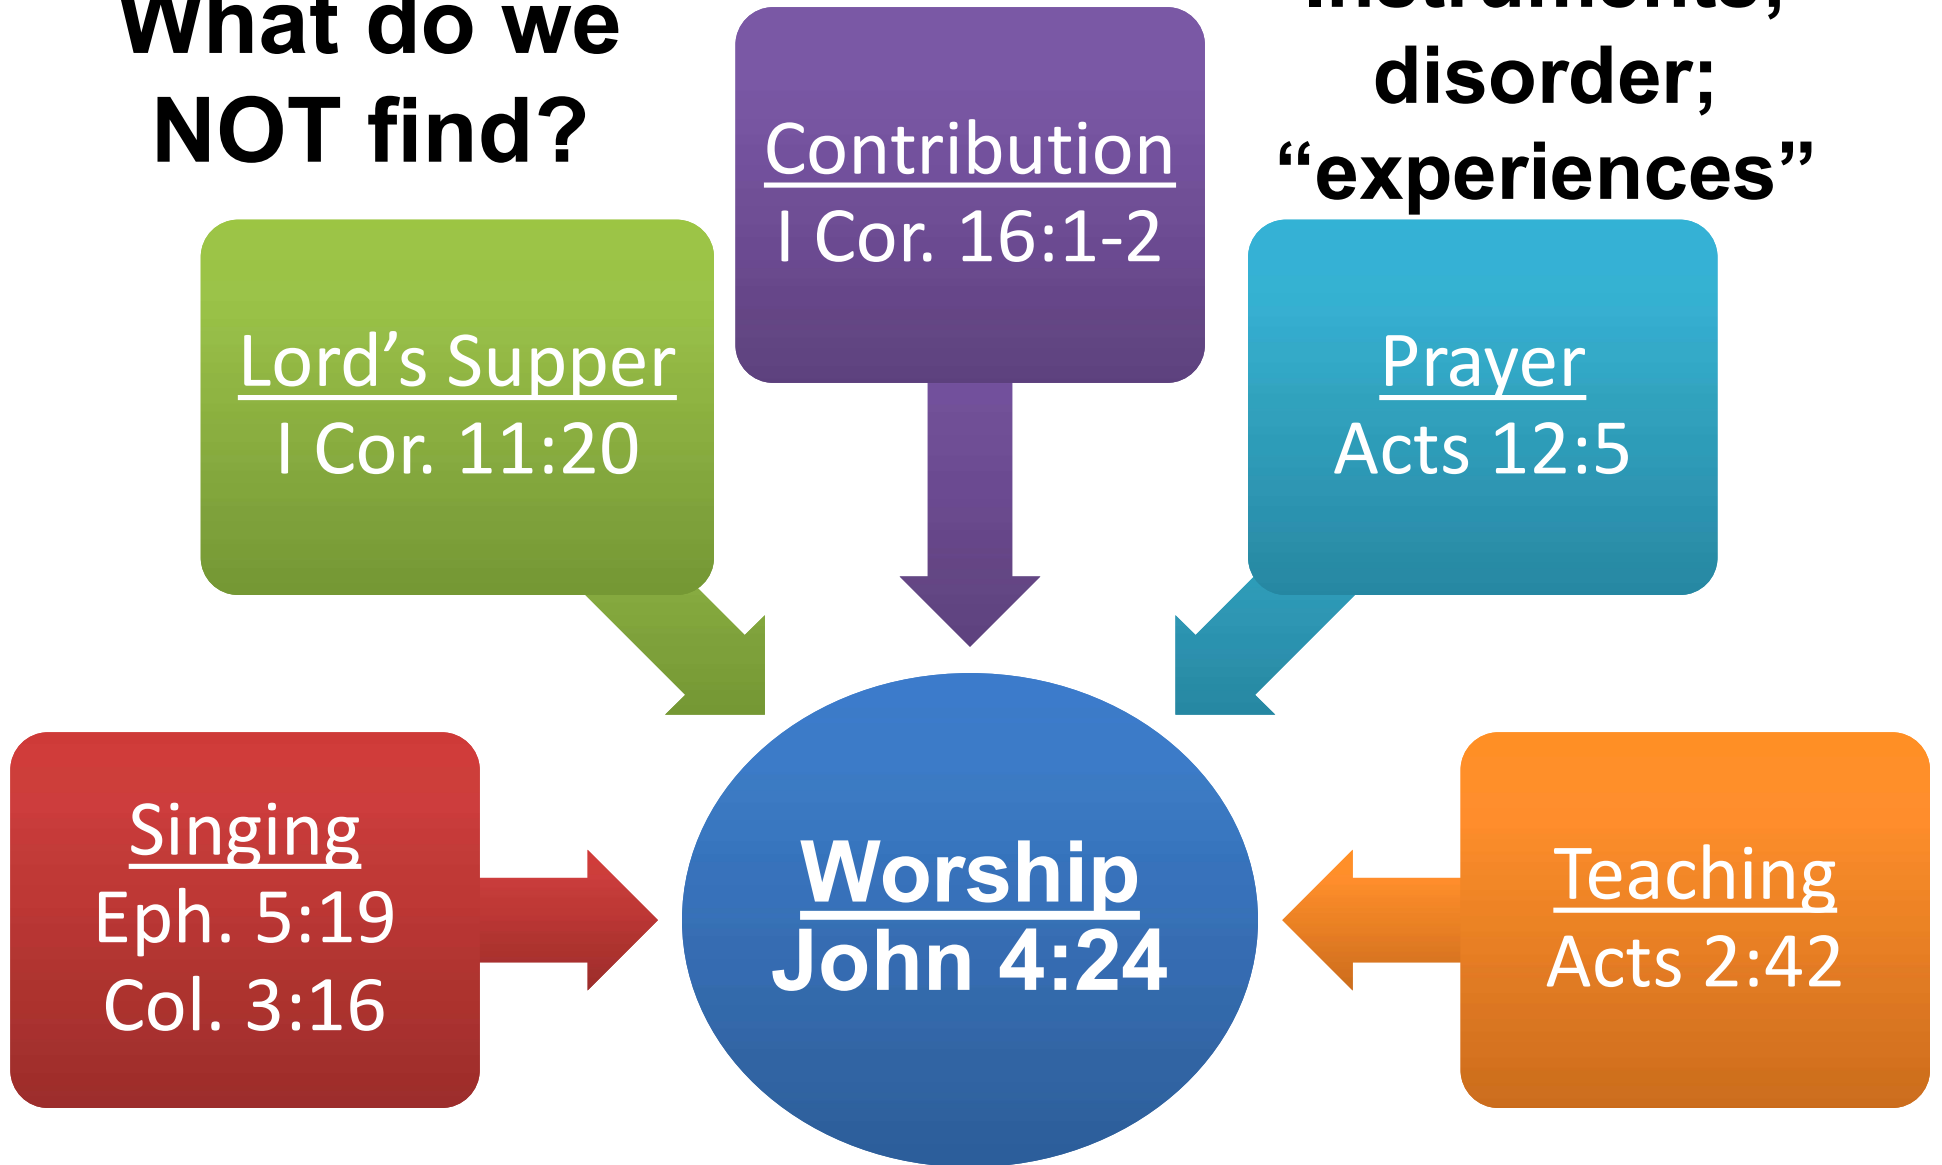 What do we
NOT find?
instruments;
disorder;
“experiences”
Contribution
I Cor. 16:1-2
Lord’s Supper
I Cor. 11:20
Prayer
Acts 12:5
Singing
Eph. 5:19
Col. 3:16
Worship
John 4:24
Teaching
Acts 2:42